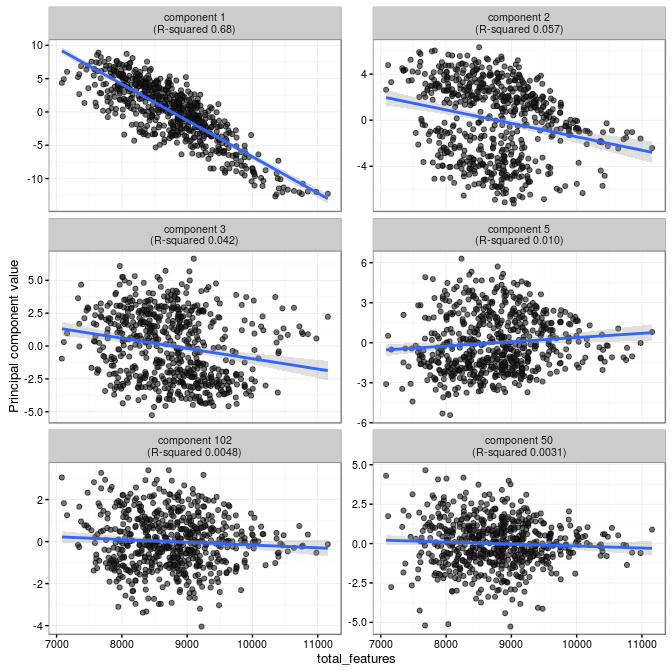 component 1
(R-squared 0.68)
component 2
(R-squared 0.057)
10
5
0
-5
-10
4
0
-4
component 3
(R-squared 0.042)
component 5
(R-squared 0.010)
Principal component value
5.0
2.5
0.0
-2.5
-5.0
6
3
0
-3
-6
component 102
(R-squared 0.0048)
component 50
(R-squared 0.0031)
2
0
-2
-4
5.0
2.5
0.0
-2.5
-5.0
7000 8000 9000 10000 11000
7000 8000 9000 10000 11000
total_features